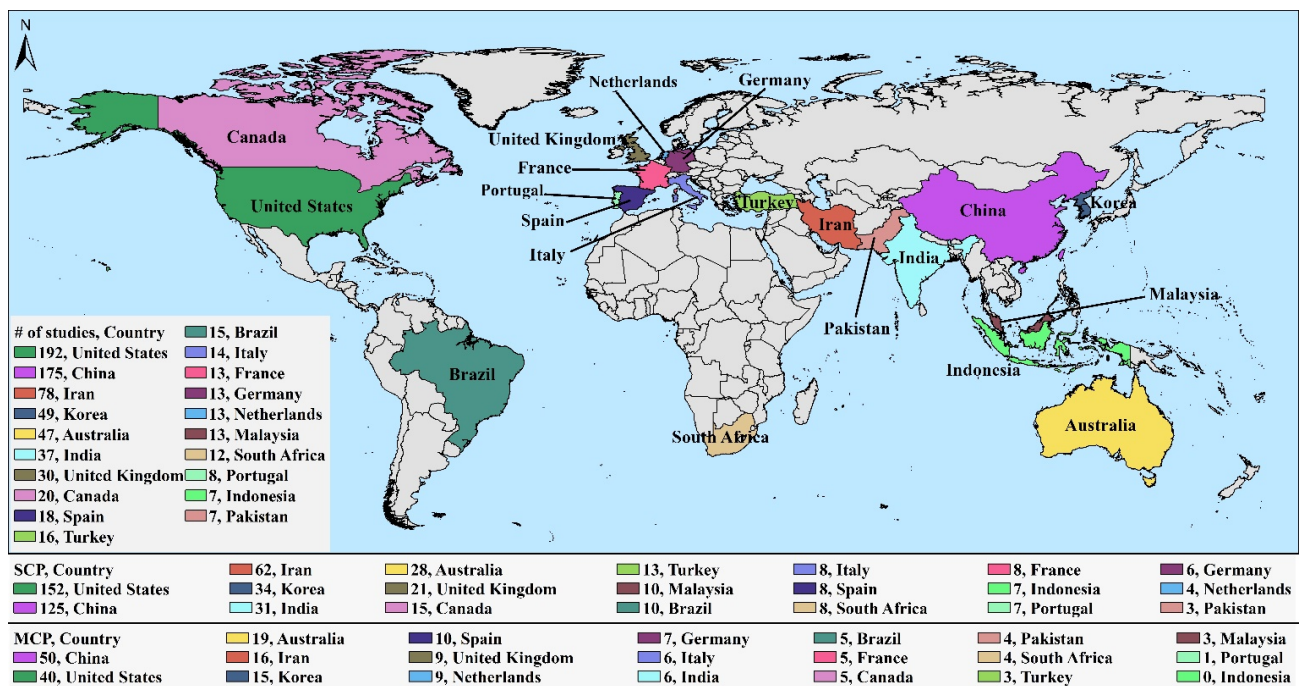 N
Netherlands
Germany
United Kingdom
Canada
France
Portugal
United States
Spain
Turkey
China
Korea
Iran
Italy
India
Malaysia
Pakistan
Brazil
Indonesia
South Africa
Australia
# of studies, Country
192, United States
175, China
78, Iran
49, Korea
47, Australia
37, India
30, United Kingdom
20, Canada
18, Spain
16, Turkey
15, Brazil
14, Italy
13, France
13, Germany
13, Netherlands
13, Malaysia
12, South Africa
8, Portugal
7, Indonesia
7, Pakistan
SCP, Country
152, United States
125, China
62, Iran
34, Korea
31, India
28, Australia
21, United Kingdom
15, Canada
13, Turkey
10, Malaysia
10, Brazil
8, Italy
8, Spain
8, South Africa
8, France
7, Indonesia
7, Portugal
6, Germany
4, Netherlands
3, Pakistan
MCP, Country
50, China
40, United States
19, Australia
16, Iran
15, Korea
10, Spain
9, United Kingdom
9, Netherlands
7, Germany
6, Italy
6, India
5, Brazil
5, France
5, Canada
4, Pakistan
4, South Africa
3, Turkey
3, Malaysia
1, Portugal
0, Indonesia